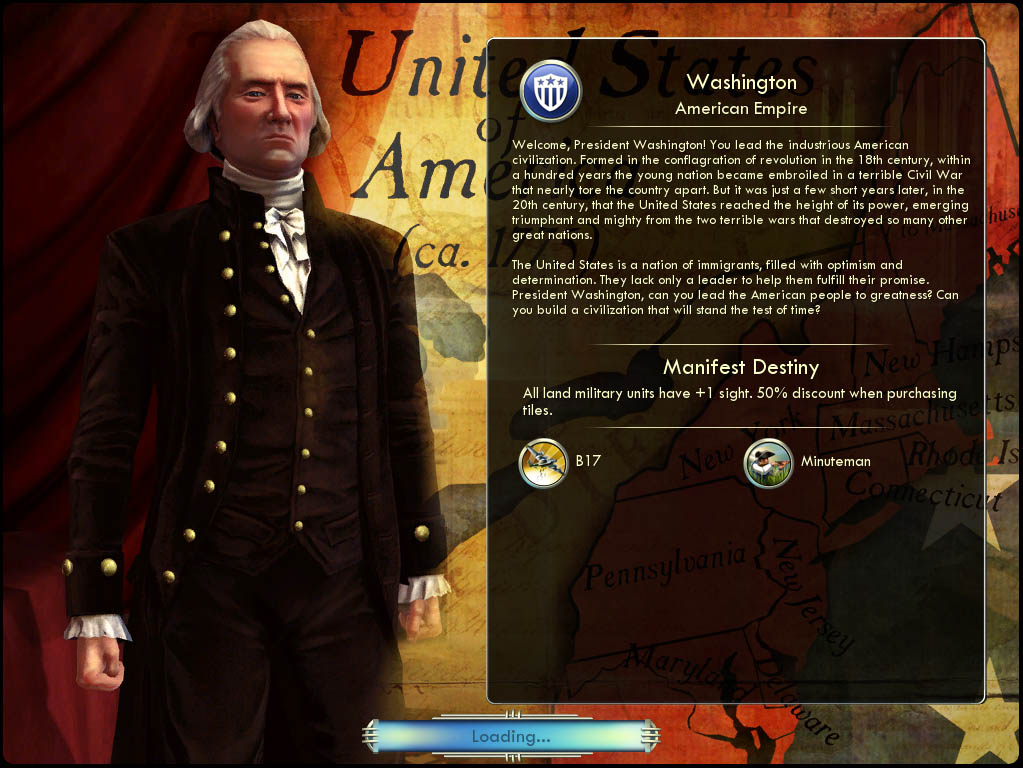 United States
of
Ame
(ca. 17
Washington
American Empire
Welcome, President Washington! You lead the industrious American
civilization. Formed in the conflagration of revolution in the 18th century, within
a hundred years the young nation became embroiled in a terrible Civil War
that nearly tore the country apart. But it was just a few short years later, in the
20th century, that the United States reached the height of its power, emerging
triumphant and mighty from the two terrible wars that destroyed so many other
great nations.
The United States is a nation of immigrants, filled with optimism and
determination. They lack only a leader to help them fulfill their promise.
President Washington, can you lead the American people to greatness? Can
you build a civilization that will stand the test of time?
Manifest Destiny
All land military units have +1 sight. 50% discount when purchasing
tiles.
B17
Minuteman
New Hamps
Massachusetts
New York
Rhode Is
Connecticut
Pennsylvania
New Jersey
Maryland
Delaware
Loading...